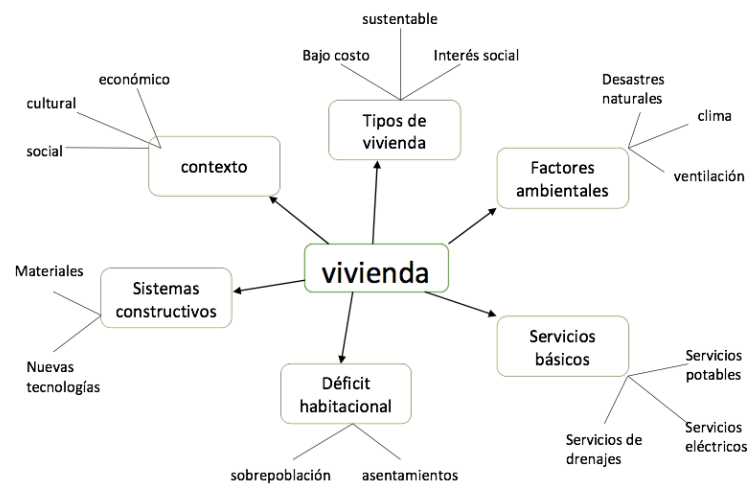 sustentable
Bajo costo
Interés social
Tipos de
vivienda
económico
cultural
social
contexto
Desastres
naturales
clima
ventilación
Factores
ambientales
vivienda
Materiales
Nuevas
tecnologías
Sistemas
constructivos
Servicios
básicos
Servicios
potables
Servicios
eléctricos
Servicios de
drenajes
Déficit
habitacional
sobrepoblación
asentamientos